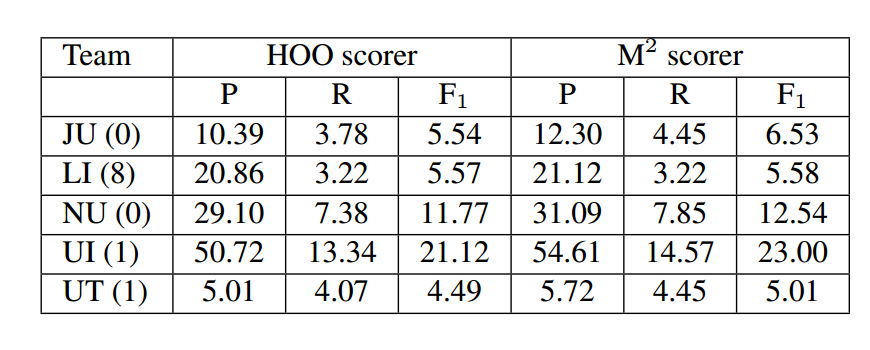 Team HOO scorer M² scorer
P R F₁ P R F₁
JU (0) 10.39 3.78 5.54 12.30 4.45 6.53
LI (8) 20.86 3.22 5.57 21.12 3.22 5.58
NU (0) 29.10 7.38 11.77 31.09 7.85 12.54
UI (1) 50.72 13.34 21.12 54.61 14.57 23.00
UT (1) 5.01 4.07 4.49 5.72 4.45 5.01